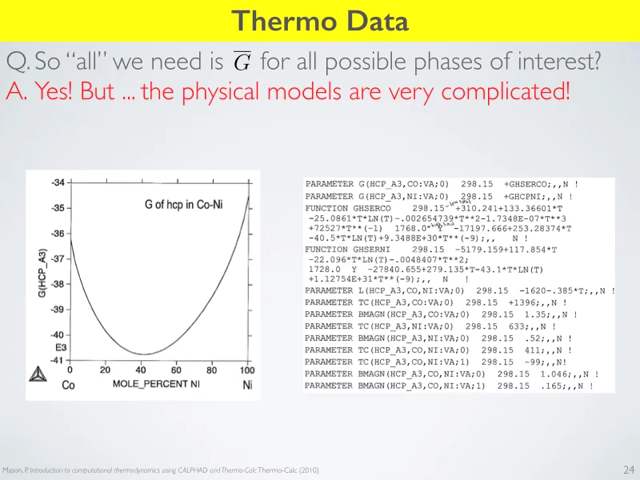 Thermo Data
Q. So “all” we need is G for all possible phases of interest?
A. Yes! But ... the physical models are very complicated!
G of hcp in Co-Ni
-34
-35
-36
-37
-38
-39
-40
E3
-41
G(HCP_A3)
0 20 40 60 80 100
Co MOLE_PERCENT NI Ni
PARAMETER G(HCP_A3,CO:VA;0) 298.15 +GHSERCO;,,N !
PARAMETER G(HCP_A3,NI:VA;0) 298.15 +GHCPNI;,,N !
FUNCTION GHSERCO 298.15 +310.241+133.36601*T
-25.0861*T*LN(T)-.002654739*T**2-1.7348E-07*T**3
+72527*T**(-1) 1768.0 Y -17197.666+253.28374*T
-40.5*T*LN(T)+9.3488E+30*T**(-9);,, N !
FUNCTION GHSERNI 298.15 -5179.159+117.854*T
-22.096*T*LN(T)-.0048407*T**2;
1728.0 Y -27840.655+279.135*T-43.1*T*LN(T)
+1.12754E+31*T**(-9);,, N !
PARAMETER L(HCP_A3,CO,NI:VA;0) 298.15 -1620-.385*T;,,N !
PARAMETER TC(HCP_A3,CO:VA;0) 298.15 +1396;,,N !
PARAMETER BMAGN(HCP_A3,CO:VA;0) 298.15 1.35;,,N !
PARAMETER TC(HCP_A3,NI:VA;0) 298.15 633;,,N !
PARAMETER BMAGN(HCP_A3,NI:VA;0) 298.15 .52;,,N !
PARAMETER TC(HCP_A3,CO,NI:VA;0) 298.15 411;,,N !
PARAMETER TC(HCP_A3,CO,NI:VA;1) 298.15 -99;,,N!
PARAMETER BMAGN(HCP_A3,CO,NI:VA;0) 298.15 1.046;,,N !
PARAMETER BMAGN(HCP_A3,CO,NI:VA;1) 298.15 .165;,,N !
Mason, P. Introduction to computational thermodynamics using CALPHAD and Thermo-Calc Thermo-Calc (2010)
24